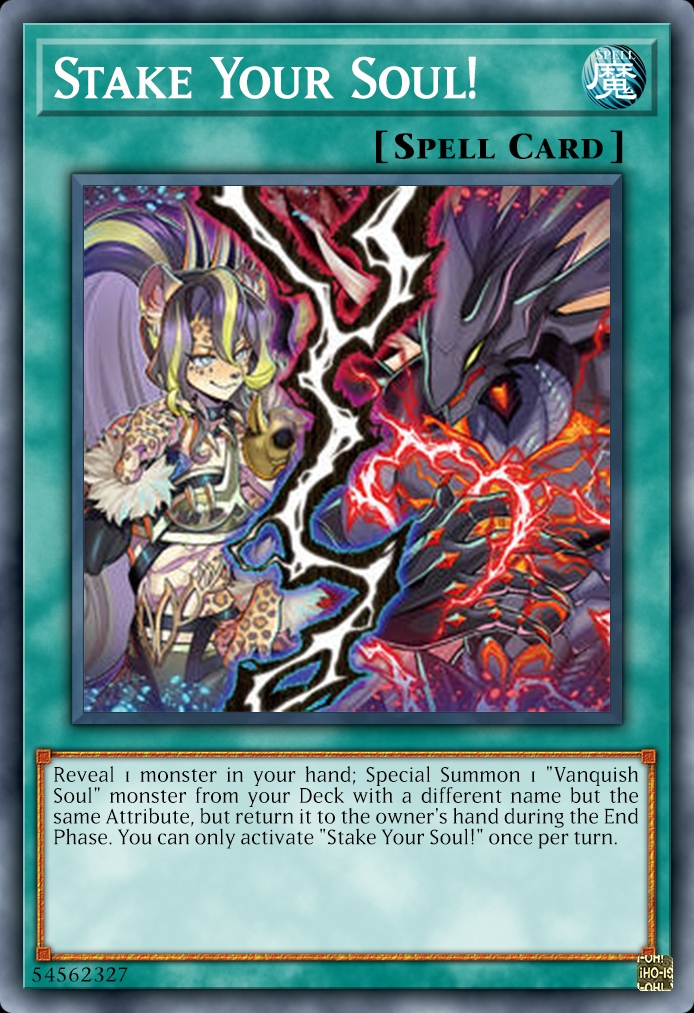 STAKE YOUR SOUL!
SPELL
魔
[SPELL CARD]
Reveal 1 monster in your hand; Special Summon 1 "Vanquish
Soul" monster from your Deck with a different name but the
same Attribute, but return it to the owner's hand during the End
Phase. You can only activate "Stake Your Soul!" once per turn.
54562327